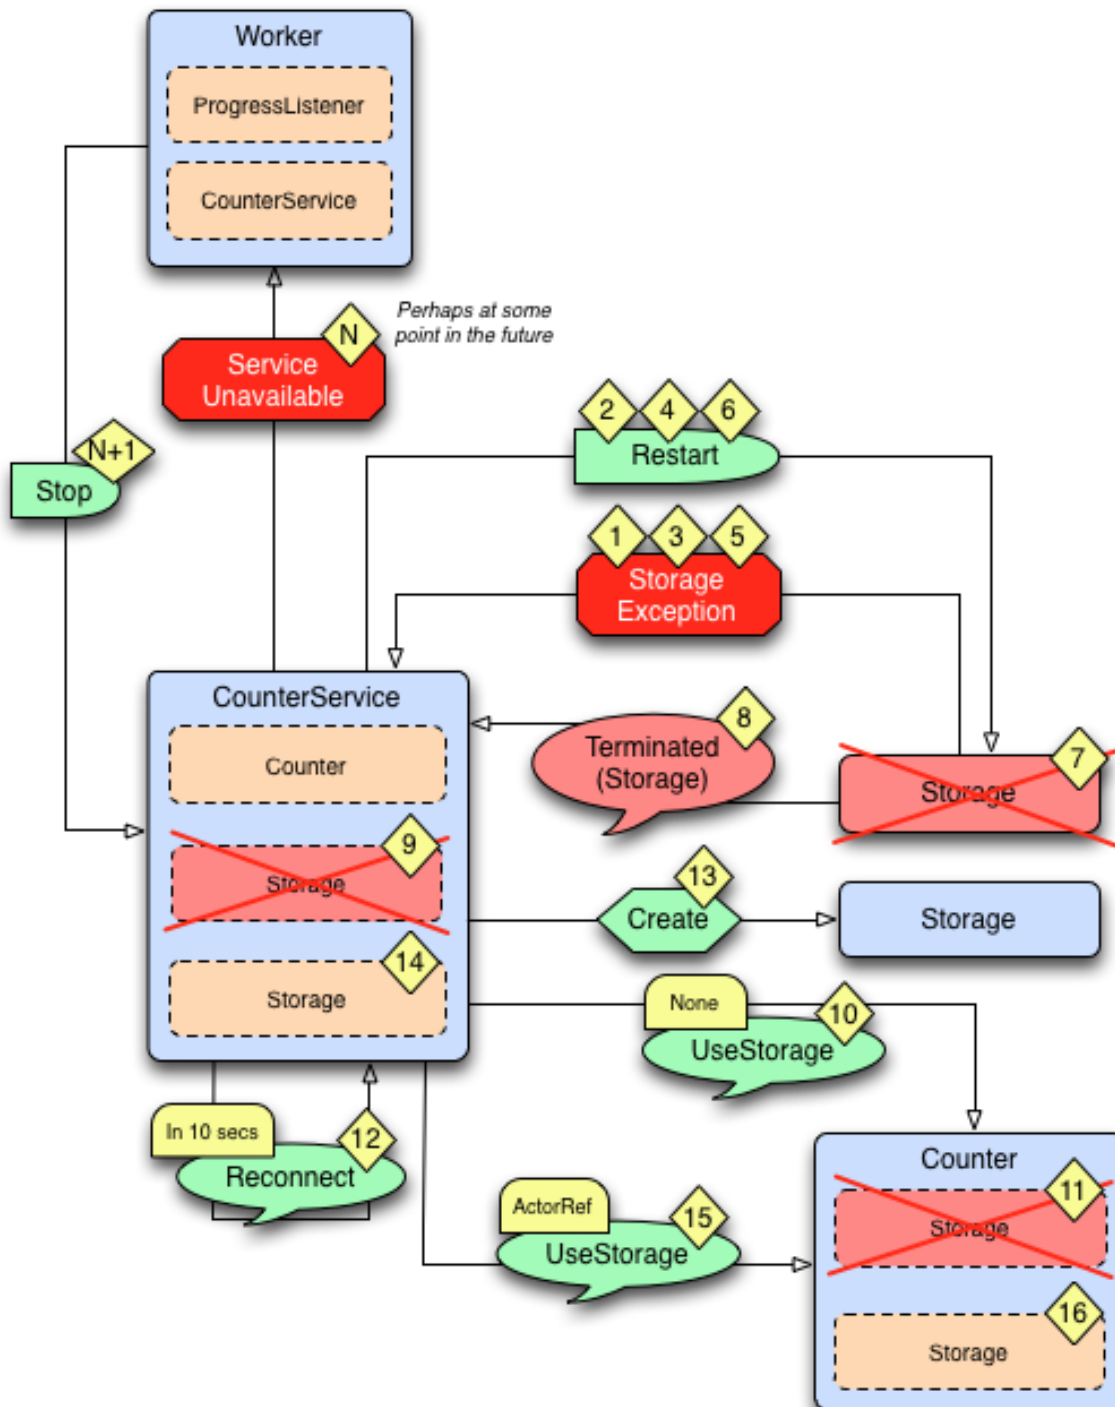 Worker
ProgressListener
CounterService
Perhaps at some
point in the future
N
Service
Unavailable
N+1
Stop
2 4 6
Restart
1 3 5
Storage
Exception
CounterService
Counter
9
Storage
14
Storage
8
Terminated
(Storage)
7
Storage
13
Create
Storage
None
10
UseStorage
In 10 secs
12
Reconnect
ActorRef
15
UseStorage
Counter
11
Storage
16
Storage